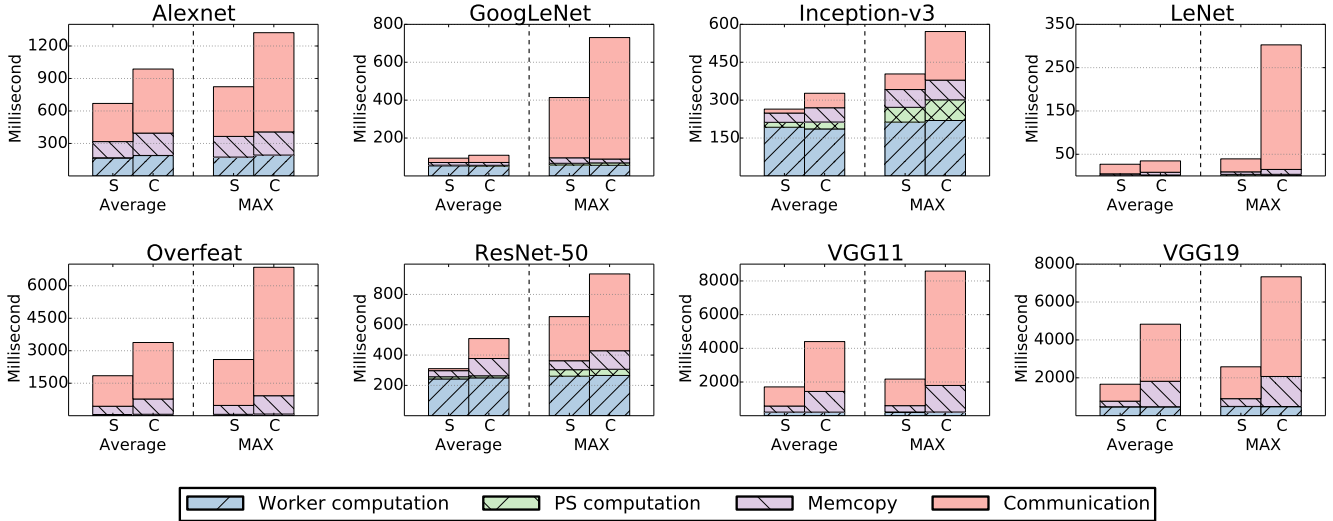 Alexnet
Millisecond
1200
900
600
300
S C S C
Average MAX
GoogLeNet
Millisecond
800
600
400
200
S C S C
Average MAX
Inception-v3
Millisecond
600
450
300
150
S C S C
Average MAX
LeNet
Millisecond
350
250
150
50
S C S C
Average MAX
Overfeat
Millisecond
6000
4500
3000
1500
S C S C
Average MAX
ResNet-50
Millisecond
800
600
400
200
S C S C
Average MAX
VGG11
Millisecond
8000
6000
4000
2000
S C S C
Average MAX
VGG19
Millisecond
8000
6000
4000
2000
S C S C
Average MAX
Worker computation PS computation Memcopy Communication